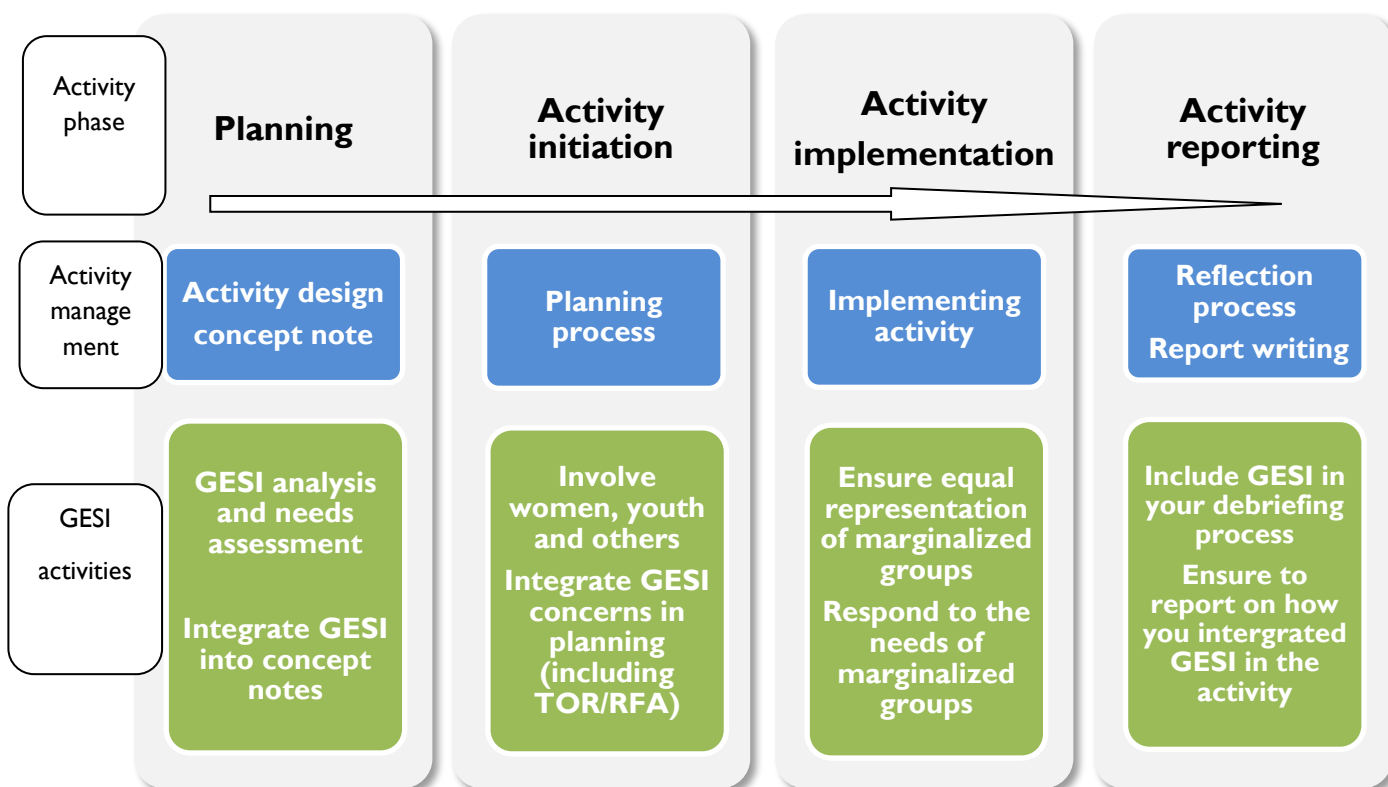 Activity
phase
Planning
Activity
initiation
Activity
implementation
Activity
reporting
Activity
manage
ment
Activity design
concept note
Planning
process
Implementing
activity
Reflection
process
Report writing
GESI
activities
GESI analysis
and needs
assessment
Integrate GESI
into concept
notes
Involve
women, youth
and others
Integrate GESI
concerns in
planning
(including
TOR/RFA)
Ensure equal
representation
of marginalized
groups
Respond to the
needs of
marginalized
groups
Include GESI in
your debriefing
process
Ensure to
report on how
you intergrated
GESI in the
activity